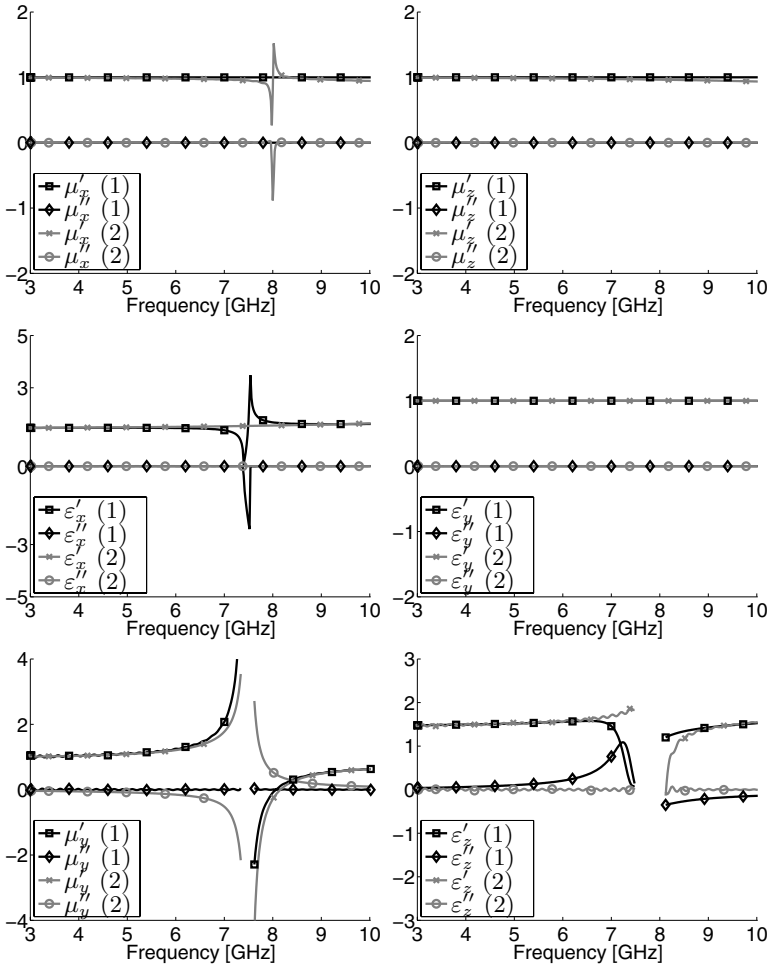 2
1
0
−1
−2
3 4 5 6 7 8 9 10
Frequency [GHz]
μ′x (1)
μ″x (1)
μ′x (2)
μ″x (2)
2
1
0
−1
−2
3 4 5 6 7 8 9 10
Frequency [GHz]
μ′z (1)
μ″z (1)
μ′z (2)
μ″z (2)
5
3
0
−3
−5
3 4 5 6 7 8 9 10
Frequency [GHz]
ε′x (1)
ε″x (1)
ε′x (2)
ε″x (2)
2
1
0
−1
−2
3 4 5 6 7 8 9 10
Frequency [GHz]
ε′y (1)
ε″y (1)
ε′y (2)
ε″y (2)
4
2
0
−2
−4
3 4 5 6 7 8 9 10
Frequency [GHz]
μ′y (1)
μ″y (1)
μ′y (2)
μ″y (2)
3
2
1
0
−1
−2
−3
3 4 5 6 7 8 9 10
Frequency [GHz]
ε′z (1)
ε″z (1)
ε′z (2)
ε″z (2)